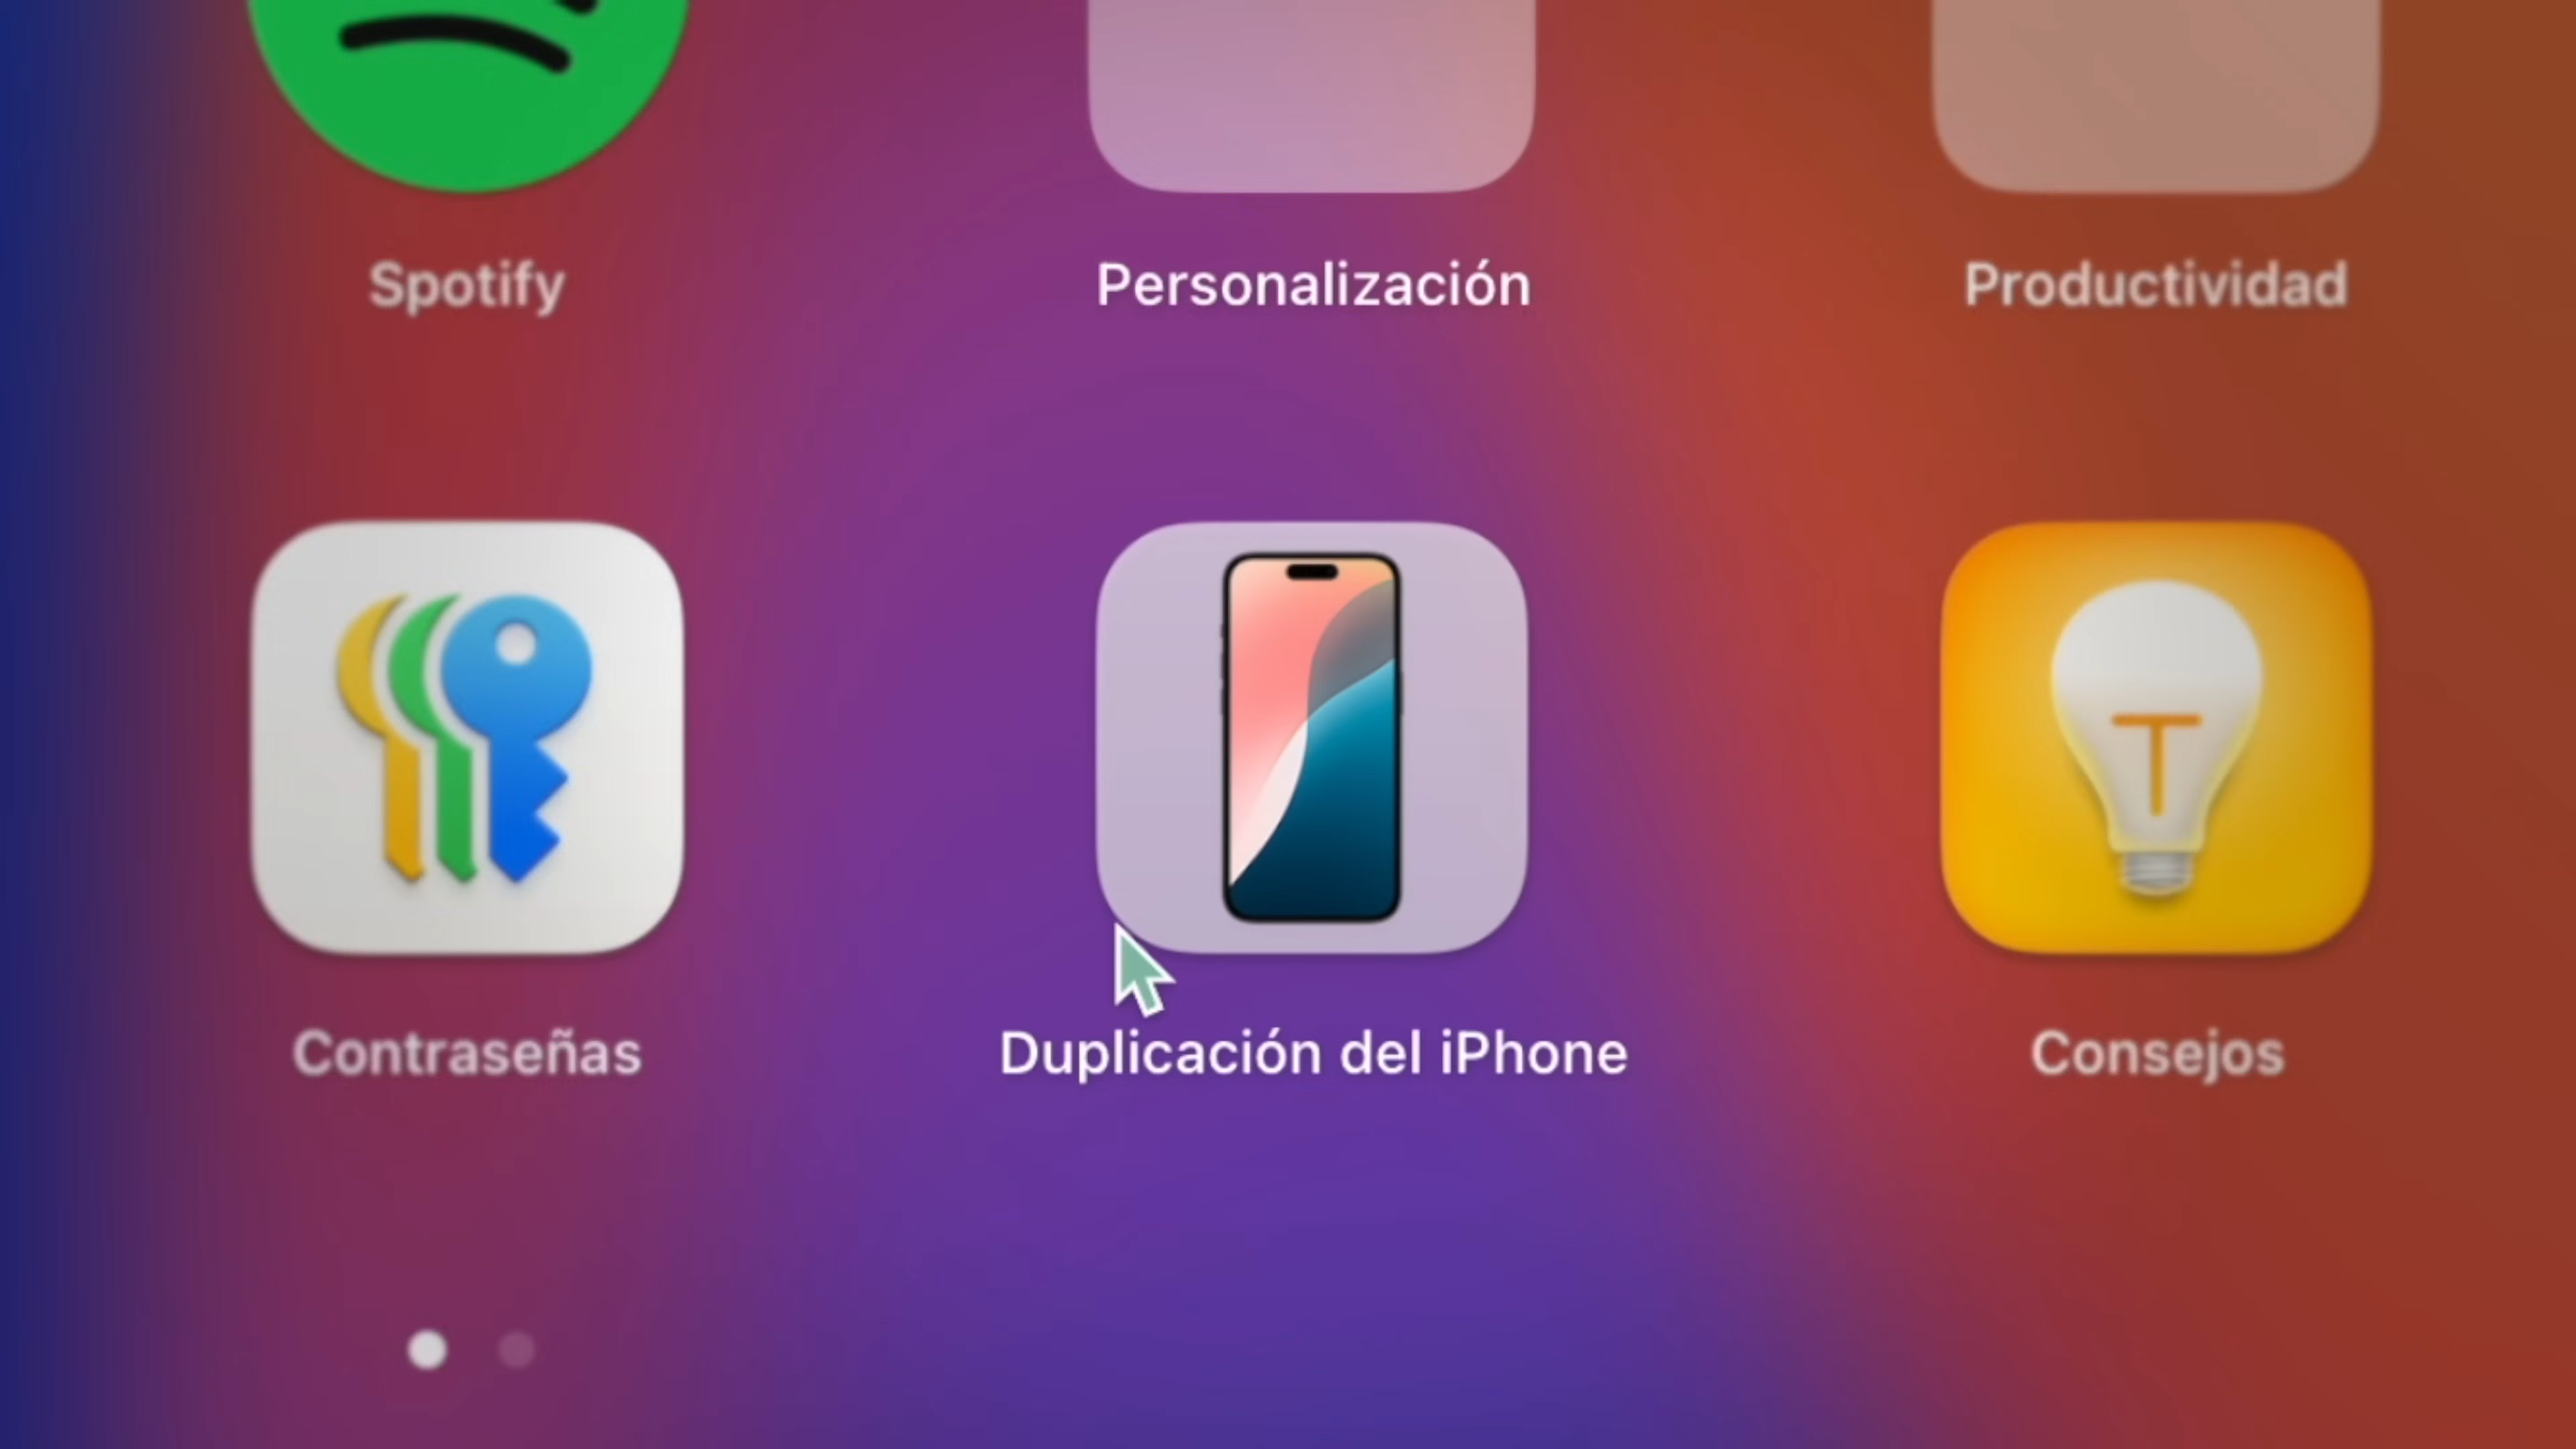 Spotify
Personalización
Productividad
Contraseñas
Duplicación del iPhone
Consejos